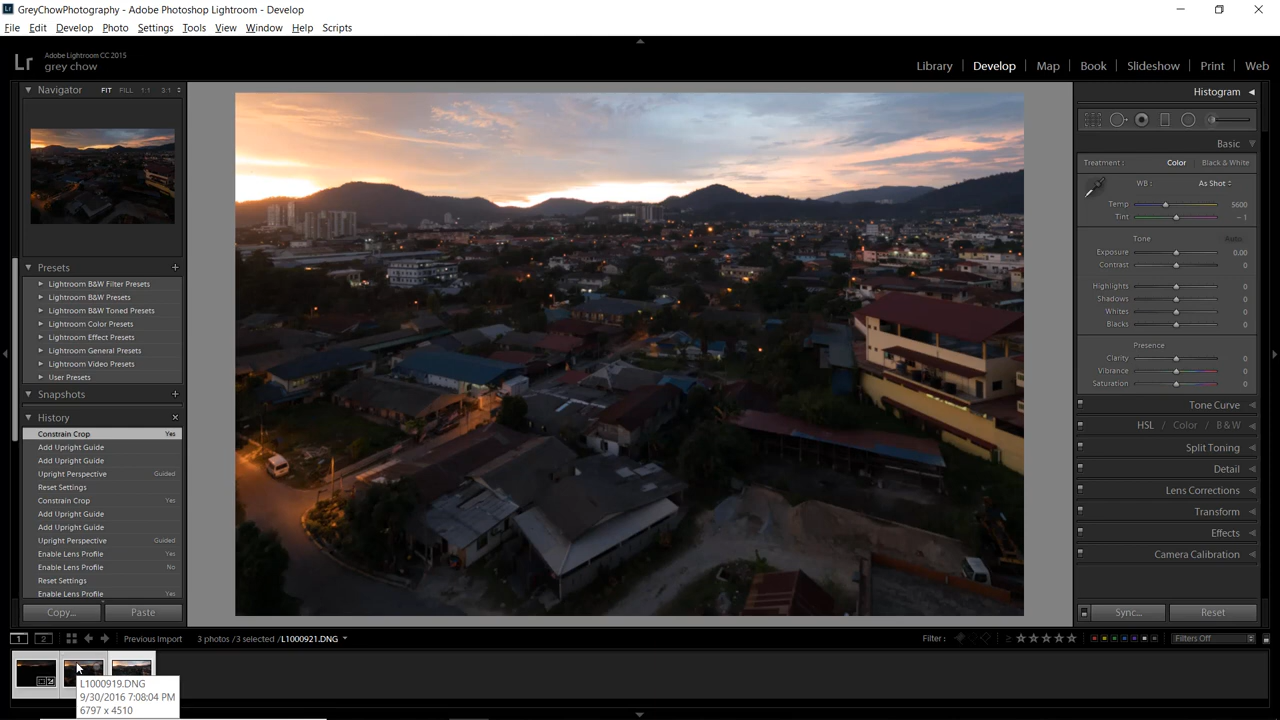 GreyChowPhotography - Adobe Photoshop Lightroom - Develop
File Edit Develop Photo Settings Tools View Window Help Scripts
Lr Adobe Lightroom CC 2015
grey chow
Library Develop Map Book Slideshow Print Web
Navigator FIT FILL 1:1 3:1
Histogram
Basic
Treatment : Color Black & White
WB : As Shot
Temp 5600
Tint - 1
Tone Auto
Exposure 0.00
Contrast 0
Highlights 0
Shadows 0
Whites 0
Blacks 0
Presence
Clarity 0
Vibrance 0
Saturation 0
Tone Curve
HSL / Color / B & W
Split Toning
Detail
Lens Corrections
Transform
Effects
Camera Calibration
Sync... Reset
Presets
Lightroom B&W Filter Presets
Lightroom B&W Presets
Lightroom B&W Toned Presets
Lightroom Color Presets
Lightroom Effect Presets
Lightroom General Presets
Lightroom Video Presets
User Presets
Snapshots
History
Constrain Crop Yes
Add Upright Guide
Add Upright Guide
Upright Perspective Guided
Reset Settings
Constrain Crop Yes
Add Upright Guide
Add Upright Guide
Upright Perspective Guided
Enable Lens Profile Yes
Enable Lens Profile No
Reset Settings
Enable Lens Profile Yes
Copy... Paste
1 2 Previous Import 3 photos /3 selected /L1000921.DNG Filter : Filters Off
L1000919.DNG
9/30/2016 7:08:04 PM
6797 x 4510